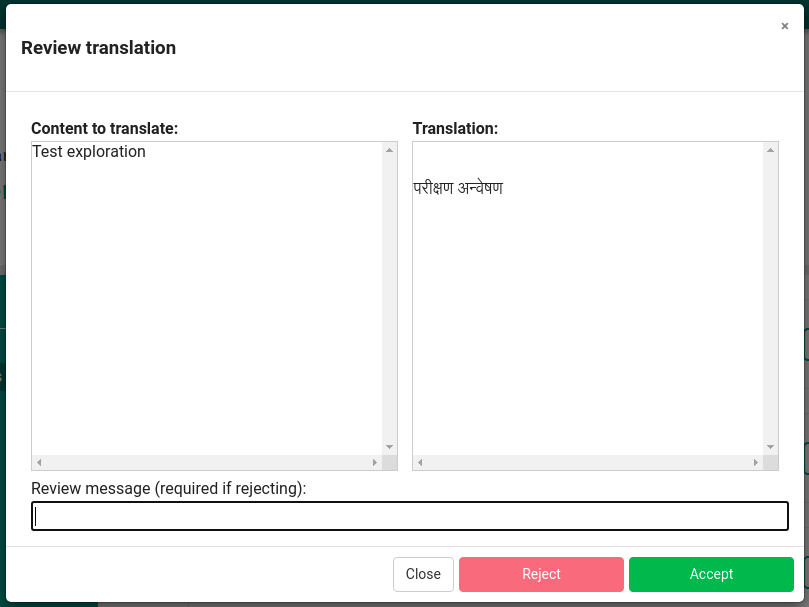 ×
Review translation
Content to translate:
Translation:
Test exploration
परीक्षण अन्वेषण
Review message (required if rejecting):
Close
Reject
Accept